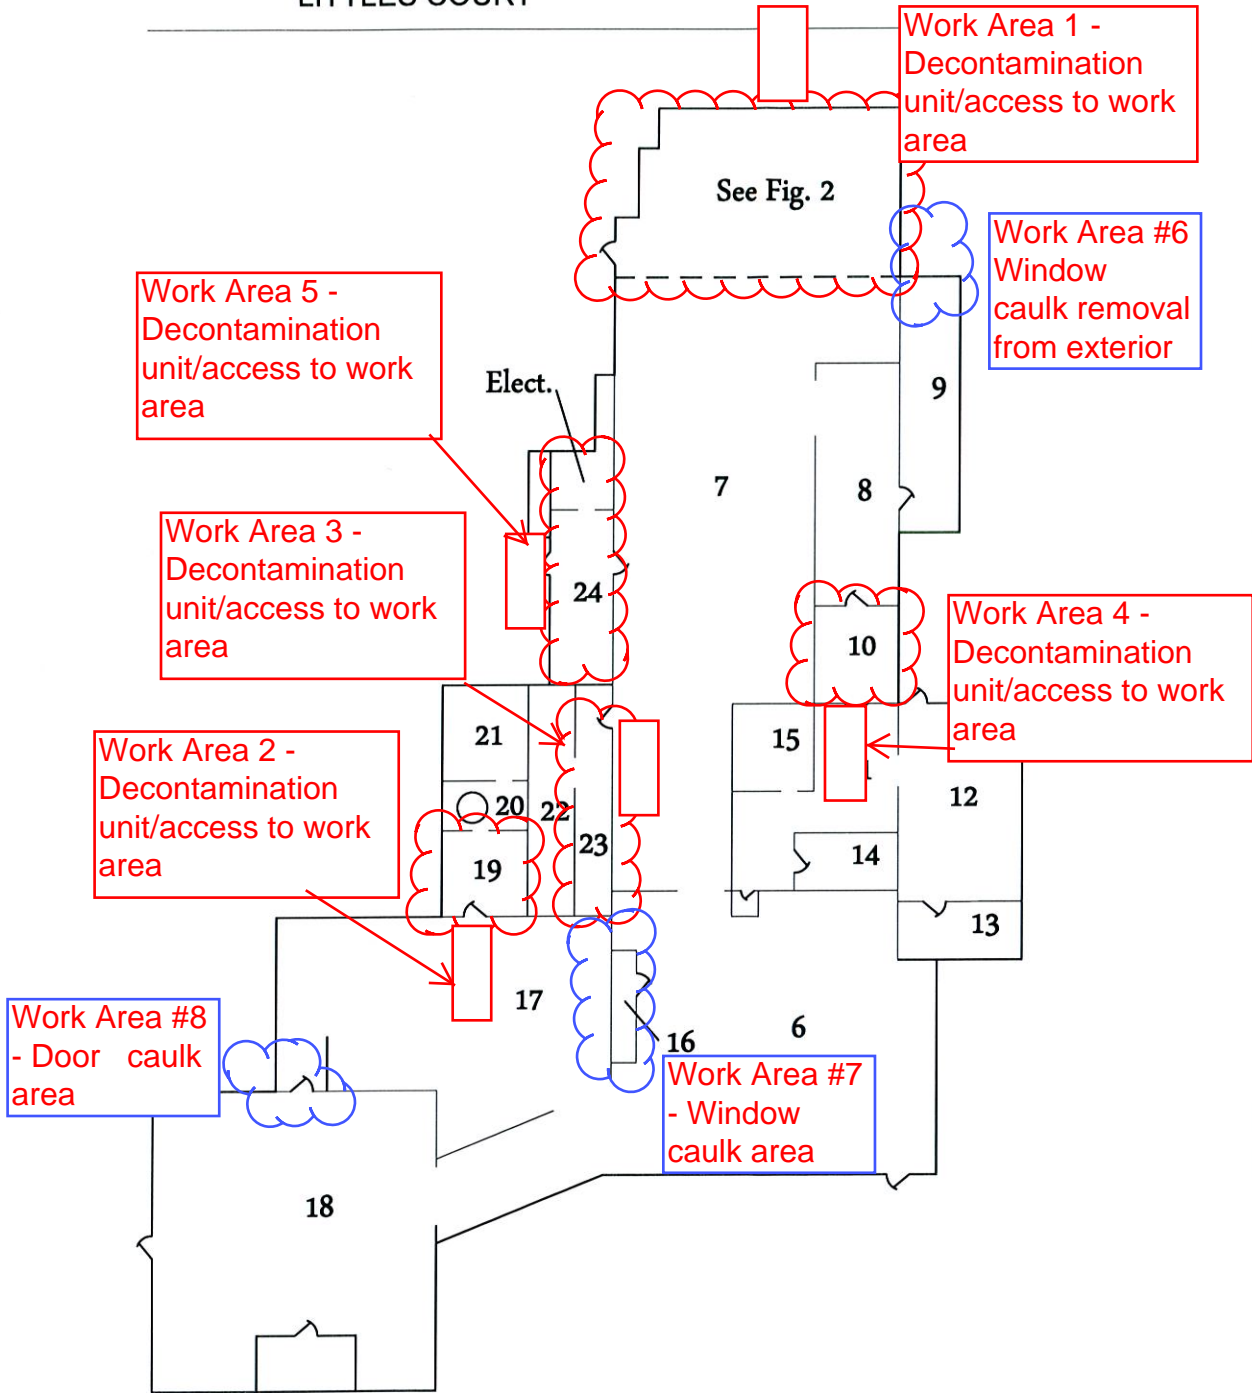 LITTLES COURT
Work Area 1 -
Decontamination
unit/access to work
area
See Fig. 2
Work Area #6
Window
caulk removal
from exterior
Work Area 5 -
Decontamination
unit/access to work
area
Elect.
9
7
8
Work Area 3 -
Decontamination
unit/access to work
area
24
10
Work Area 4 -
Decontamination
unit/access to work
area
21
15
Work Area 2 -
Decontamination
unit/access to work
area
20
22
12
23
14
19
13
17
16
6
Work Area #8
- Door caulk
area
Work Area #7
- Window
caulk area
18